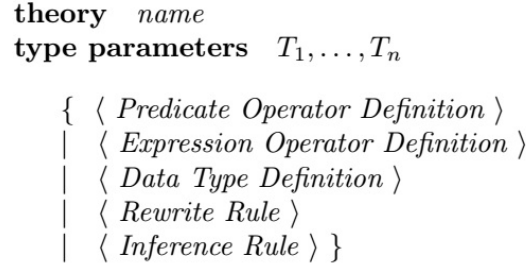 theory name
type parameters T₁, . . . , Tₙ
{ ⟨ Predicate Operator Definition ⟩
| ⟨ Expression Operator Definition ⟩
| ⟨ Data Type Definition ⟩
| ⟨ Rewrite Rule ⟩
| ⟨ Inference Rule ⟩ }